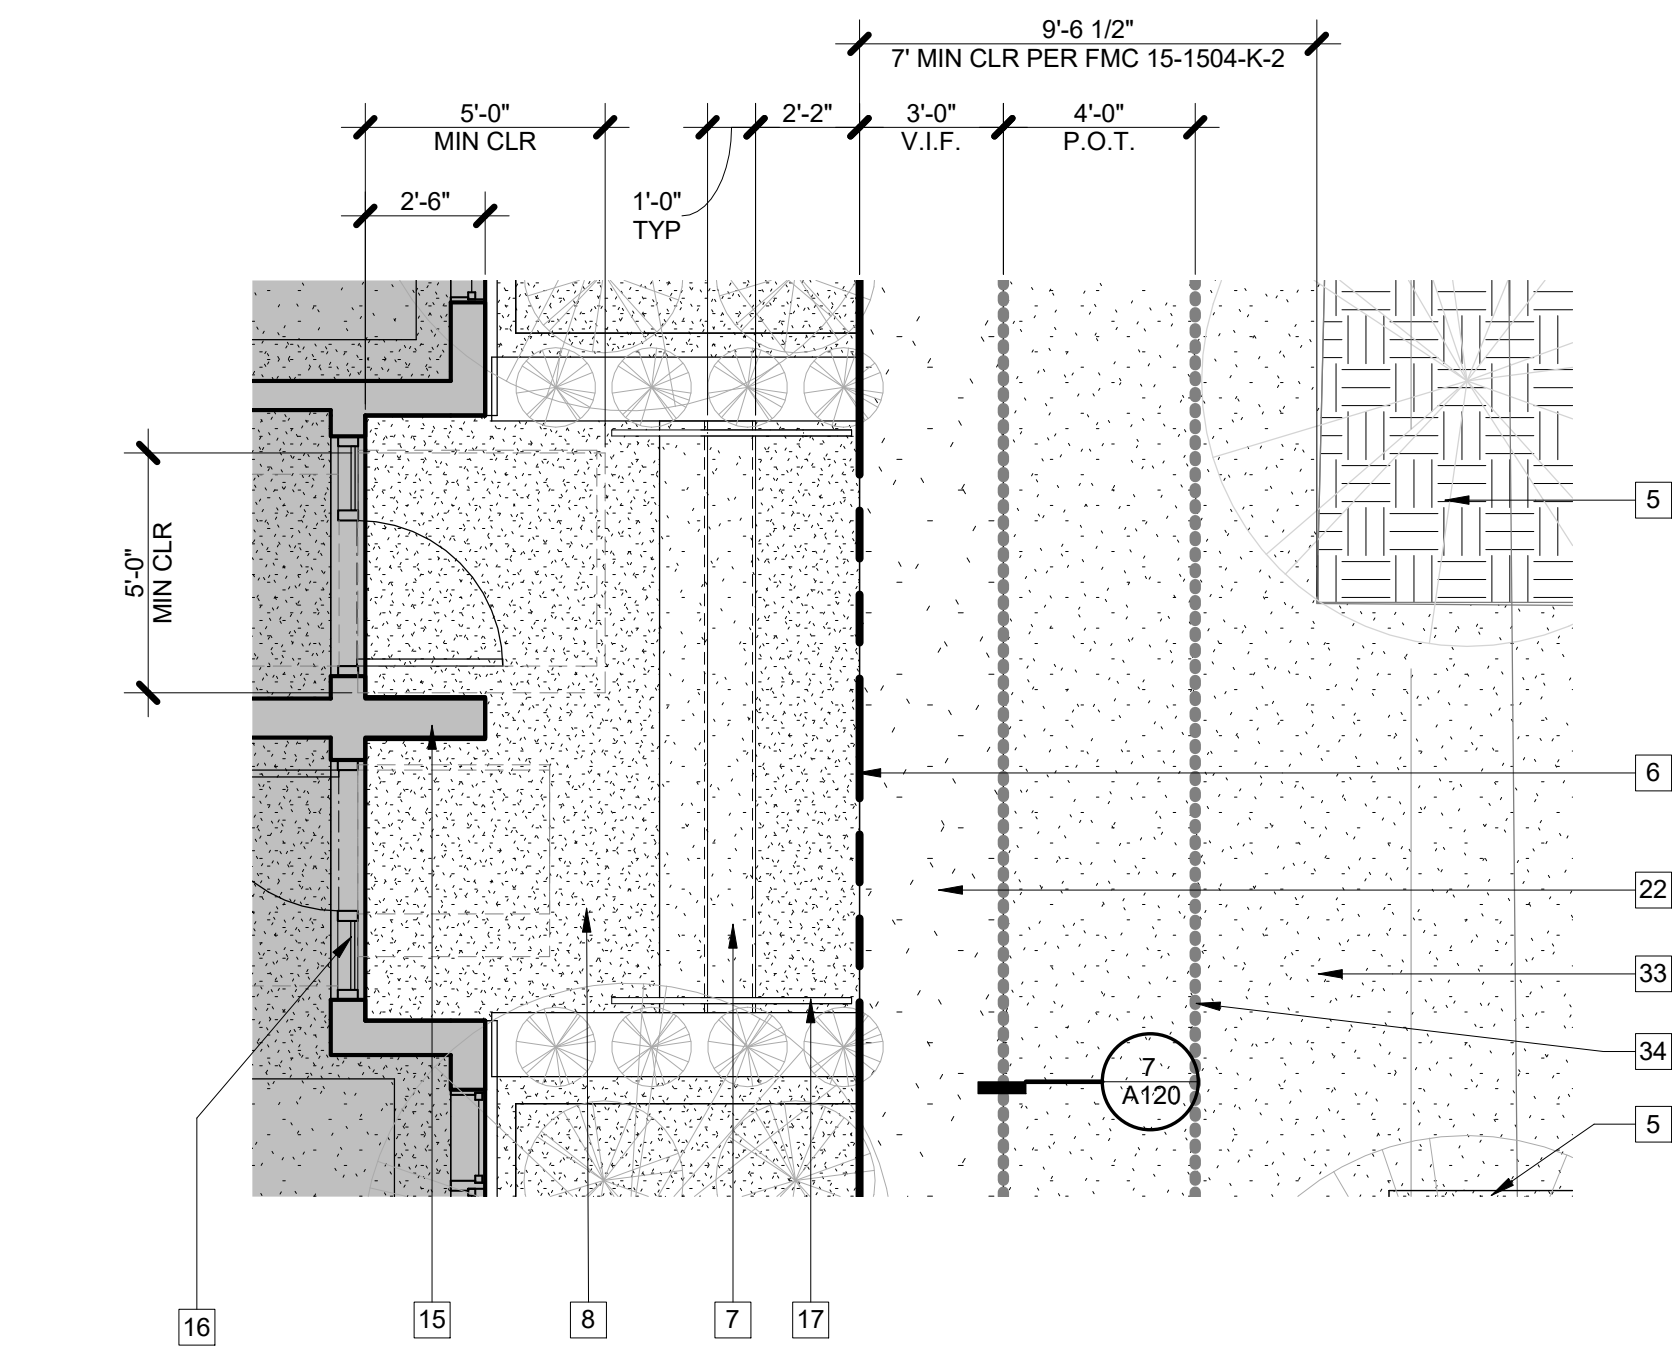 9'-6 1/2"
7' MIN CLR PER FMC 15-1504-K-2
5'-0"
MIN CLR
2'-2"
3'-0"
V.I.F.
4'-0"
P.O.T.
2'-6"
1'-0"
TYP
5'-0"
MIN CLR
5
6
22
33
34
7
A120
5
16
15
8
7
17